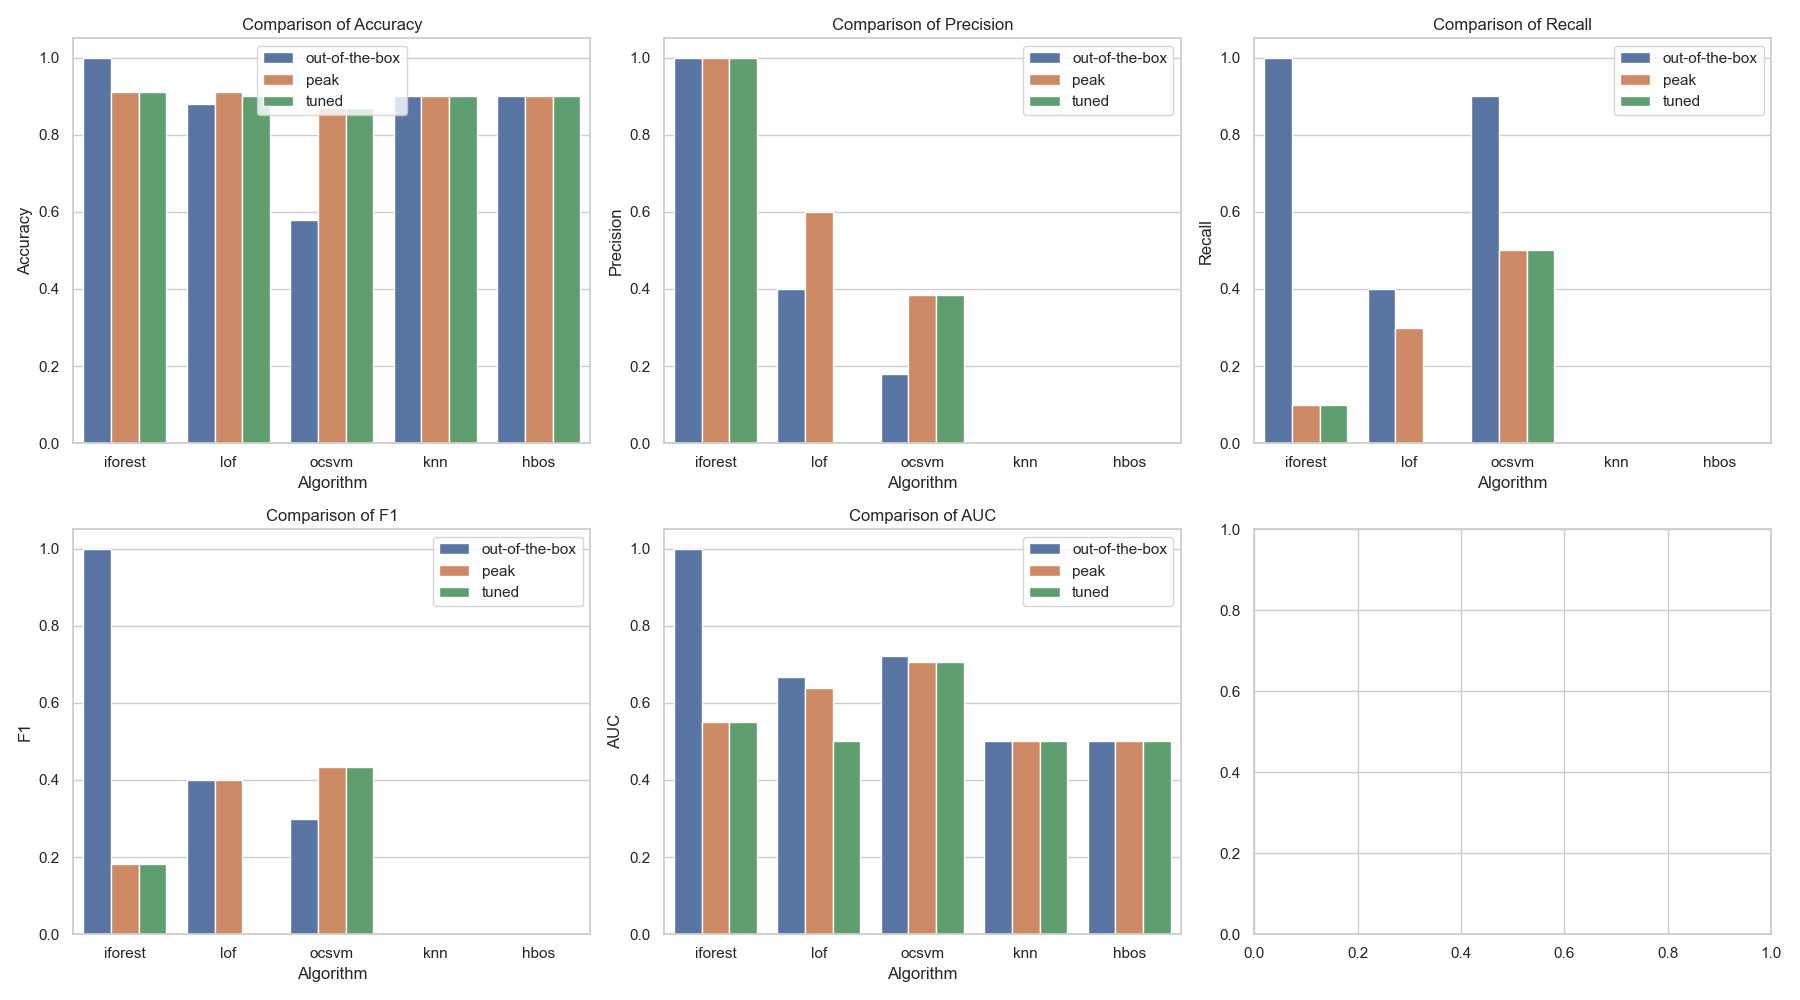 Comparison of Accuracy
out-of-the-box
peak
tuned
1.0
0.8
0.6
0.4
0.2
0.0
Accuracy
iforest lof ocsvm knn hbos
Algorithm
Comparison of Precision
out-of-the-box
peak
tuned
1.0
0.8
0.6
0.4
0.2
0.0
Precision
iforest lof ocsvm knn hbos
Algorithm
Comparison of Recall
out-of-the-box
peak
tuned
1.0
0.8
0.6
0.4
0.2
0.0
Recall
iforest lof ocsvm knn hbos
Algorithm
Comparison of F1
out-of-the-box
peak
tuned
1.0
0.8
0.6
0.4
0.2
0.0
F1
iforest lof ocsvm knn hbos
Algorithm
Comparison of AUC
out-of-the-box
peak
tuned
1.0
0.8
0.6
0.4
0.2
0.0
AUC
iforest lof ocsvm knn hbos
Algorithm
1.0
0.8
0.6
0.4
0.2
0.0
0.0 0.2 0.4 0.6 0.8 1.0